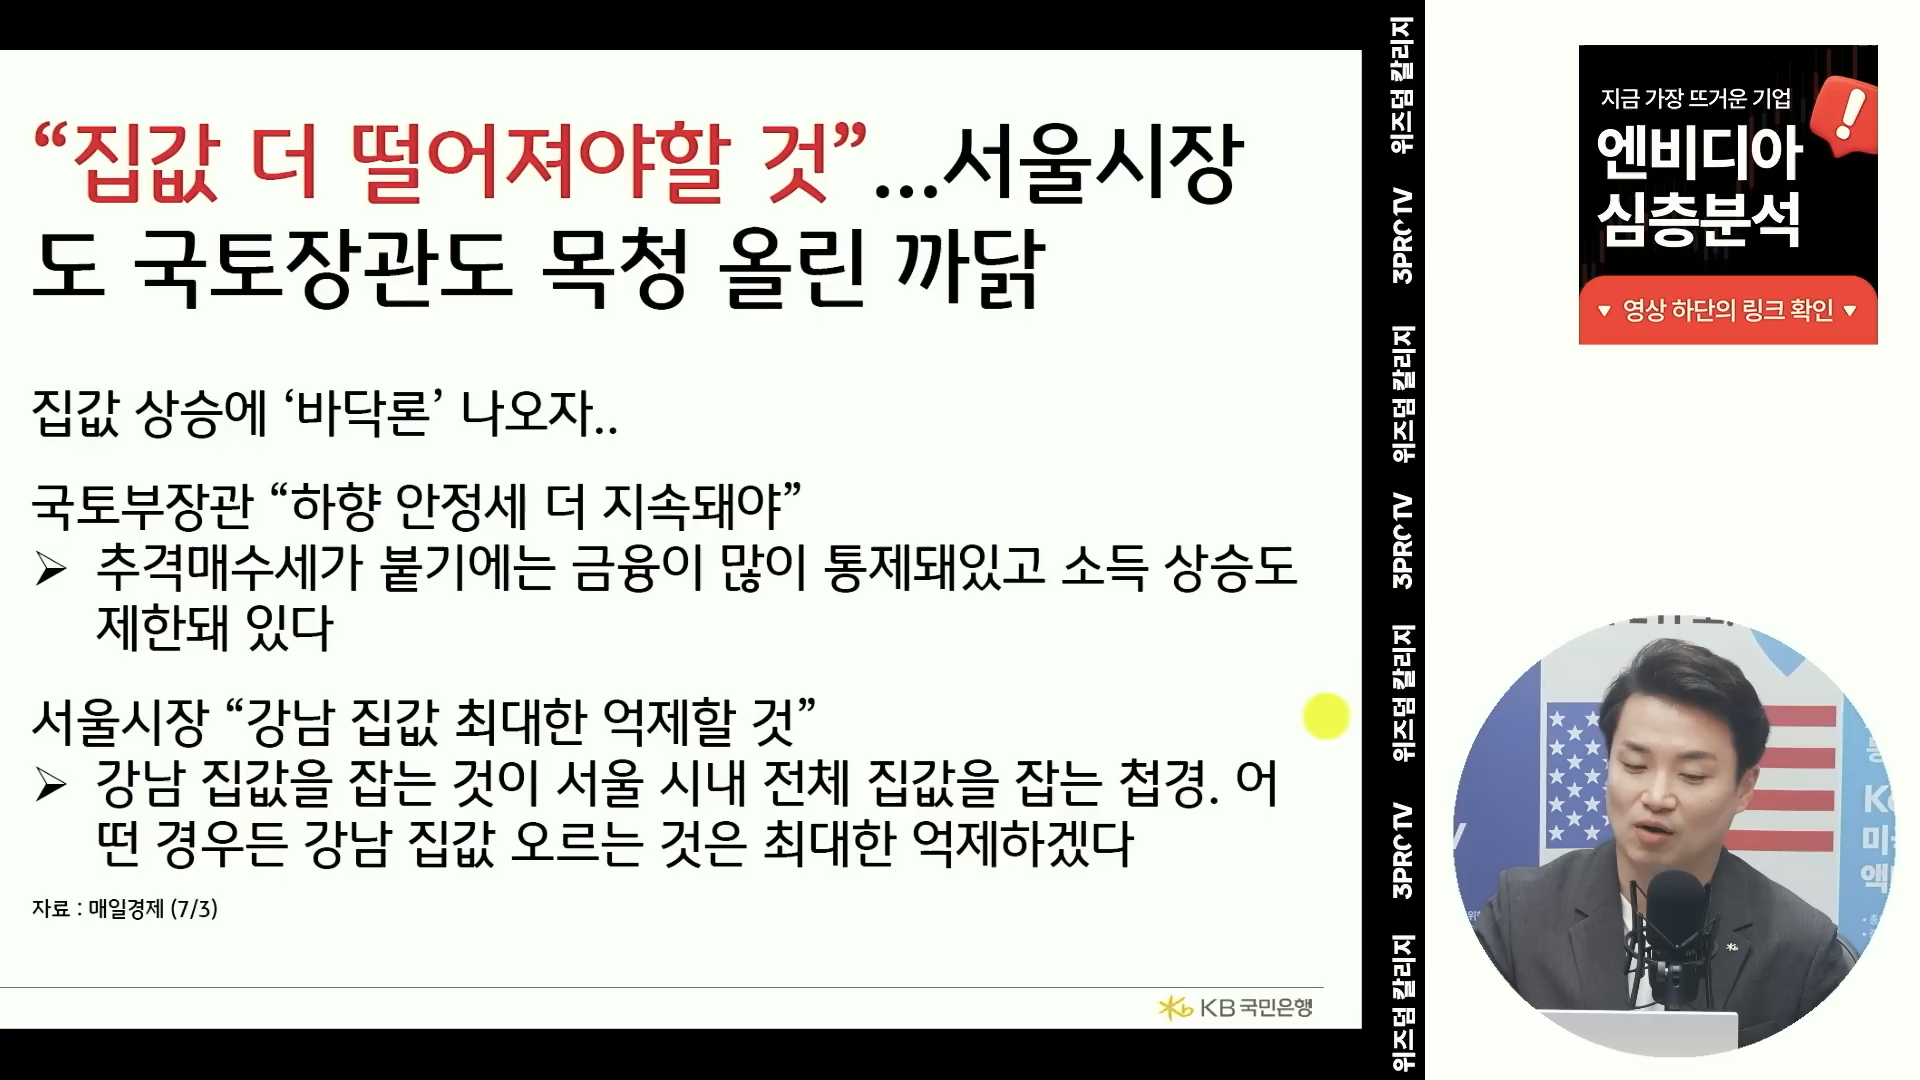 “집값 더 떨어져야할 것”...서울시장
도 국토장관도 목청 올린 까닭
집값 상승에 ‘바닥론’ 나오자..
국토부장관 “하향 안정세 더 지속돼야”
➢ 추격매수세가 붙기에는 금융이 많이 통제돼있고 소득 상승도
제한돼 있다
서울시장 “강남 집값 최대한 억제할 것”
➢ 강남 집값을 잡는 것이 서울 시내 전체 집값을 잡는 첩경. 어
떤 경우든 강남 집값 오르는 것은 최대한 억제하겠다
자료 : 매일경제 (7/3)
KB국민은행
위즈덤 칼리지
3PROTV
위즈덤 칼리지
3PROTV
위즈덤 칼리지
3PROTV
위즈덤 칼리지
지금 가장 뜨거운 기업
엔비디아
심층분석
▼ 영상 하단의 링크 확인 ▼